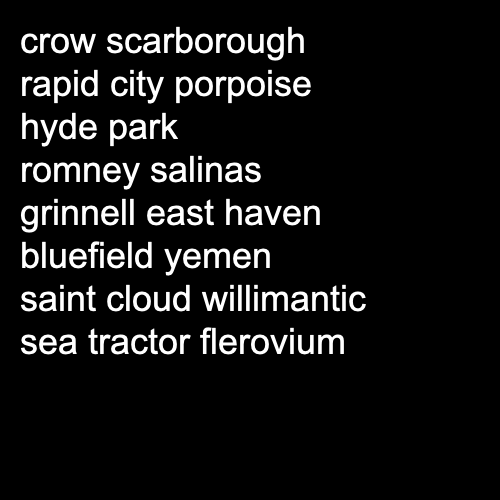 crow scarborough
rapid city porpoise
hyde park
romney salinas
grinnell east haven
bluefield yemen
saint cloud willimantic
sea tractor flerovium